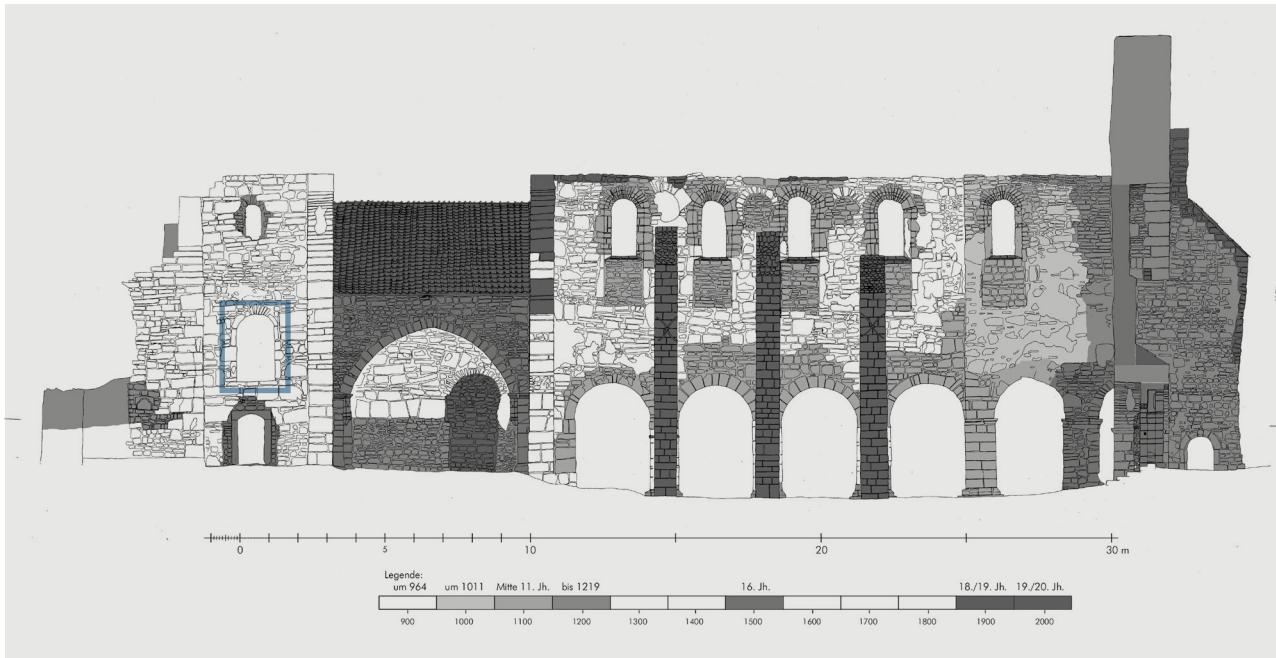 0 5 10 20 30 m
Legende:
um 964 um 1011 Mitte 11. Jh. bis 1219 16. Jh. 18./19. Jh. 19./20. Jh.
900 1000 1100 1200 1300 1400 1500 1600 1700 1800 1900 2000